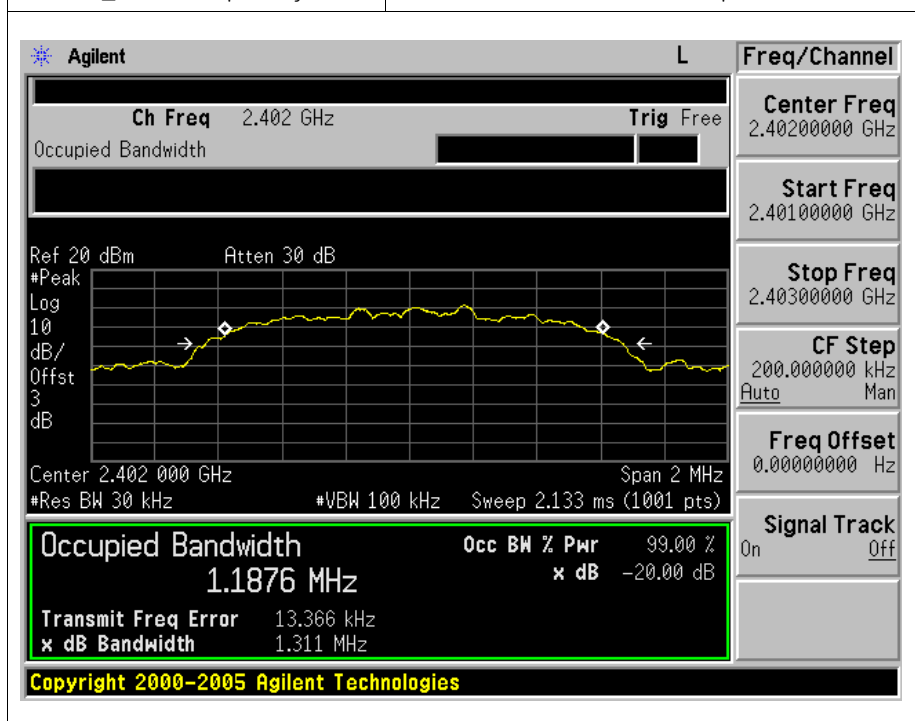 Agilent L Freq/Channel
Ch Freq 2.402 GHz Trig Free
Occupied Bandwidth
Center Freq
2.40200000 GHz
Start Freq
2.40100000 GHz
Stop Freq
2.40300000 GHz
CF Step
200.000000 kHz
Auto Man
Freq Offset
0.00000000 Hz
Signal Track
On Off
Ref 20 dBm Atten 30 dB
#Peak
Log
10
dB/
Offst
3
dB
Center 2.402 000 GHz Span 2 MHz
#Res BW 30 kHz #VBW 100 kHz Sweep 2.133 ms (1001 pts)
Occupied Bandwidth
1.1876 MHz
Occ BW % Pwr 99.00 %
x dB -20.00 dB
Transmit Freq Error 13.366 kHz
x dB Bandwidth 1.311 MHz
Copyright 2000-2005 Agilent Technologies